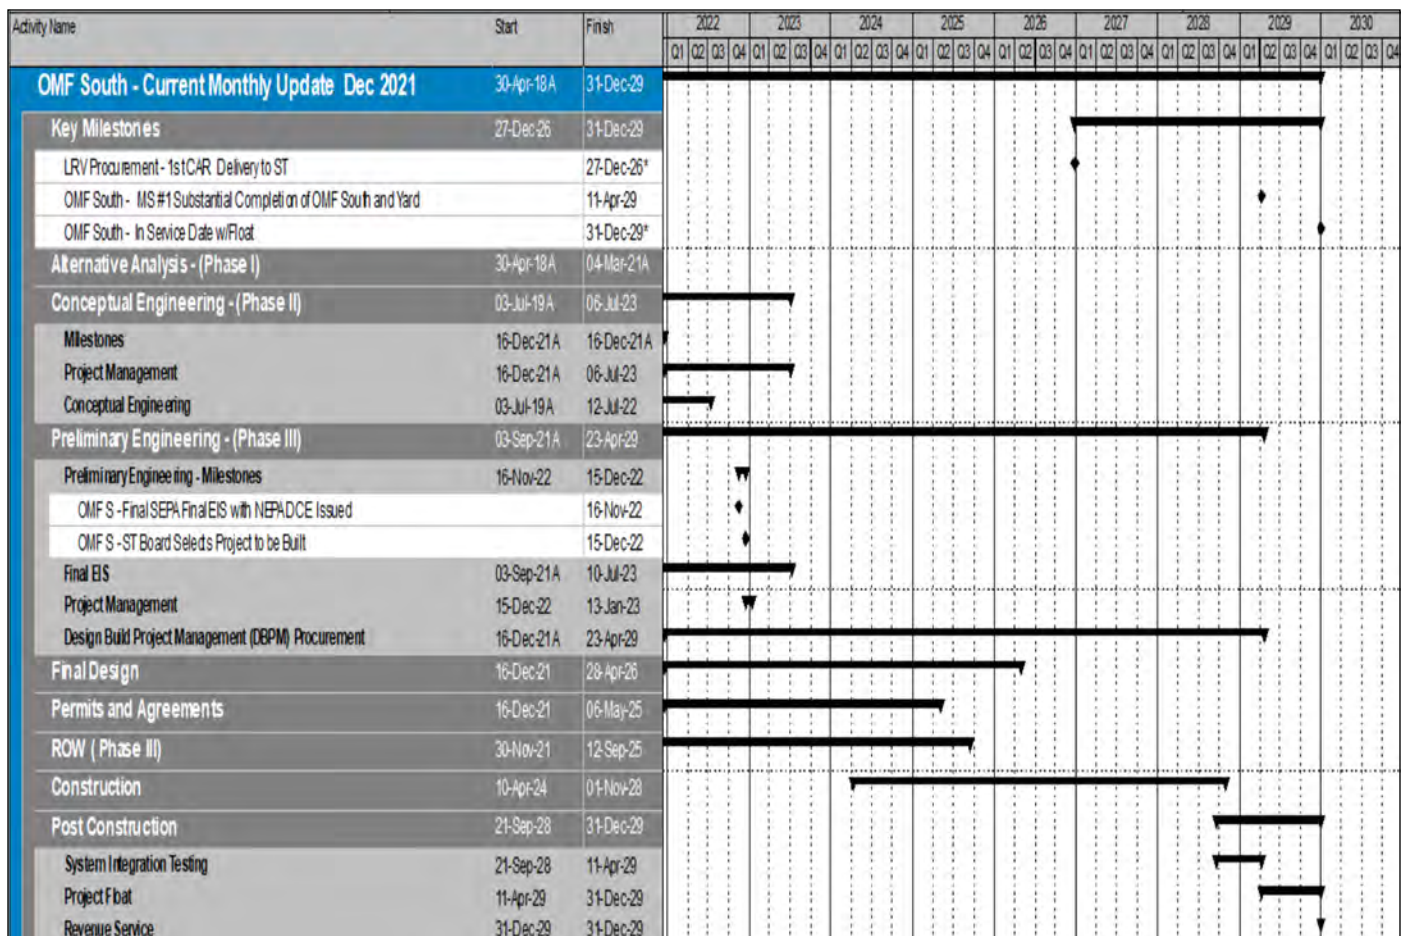 Activity Name Start Finish 2022 2023 2024 2025 2026 2027 2028 2029 2030
Q1 Q2 Q3 Q4 Q1 Q2 Q3 Q4 Q1 Q2 Q3 Q4 Q1 Q2 Q3 Q4 Q1 Q2 Q3 Q4 Q1 Q2 Q3 Q4 Q1 Q2 Q3 Q4 Q1 Q2 Q3 Q4 Q1 Q2 Q3 Q4
OMF South - Current Monthly Update Dec 2021 30-Apr-18 A 31-Dec-29
Key Milestones 27-Dec-26 31-Dec-29
LRV Procurement - 1st CAR Delivery to ST 27-Dec-26*
OMF South - MS #1 Substantial Completion of OMF South and Yard 11-Apr-29
OMF South - In Service Date w/Float 31-Dec-29*
Alternative Analysis - (Phase I) 30-Apr-18 A 04-Mar-21 A
Conceptual Engineering - (Phase II) 03-Jul-19 A 06-Jul-23
Milestones 16-Dec-21 A 16-Dec-21 A
Project Management 16-Dec-21 A 06-Jul-23
Conceptual Engineering 03-Jul-19 A 12-Jul-22
Preliminary Engineering - (Phase III) 03-Sep-21 A 23-Apr-29
Preliminary Engineering - Milestones 16-Nov-22 15-Dec-22
OMF S - Final SEPA Final EIS with NEPA DCE Issued 16-Nov-22
OMF S - ST Board Selects Project to be Built 15-Dec-22
Final EIS 03-Sep-21 A 10-Jul-23
Project Management 15-Dec-22 13-Jan-23
Design Build Project Management (DBPM) Procurement 16-Dec-21 A 23-Apr-29
Final Design 16-Dec-21 28-Apr-26
Permits and Agreements 16-Dec-21 06-May-25
ROW ( Phase III) 30-Nov-21 12-Sep-25
Construction 10-Apr-24 01-Nov-28
Post Construction 21-Sep-28 31-Dec-29
System Integration Testing 21-Sep-28 11-Apr-29
Project Float 11-Apr-29 31-Dec-29
Revenue Service 31-Dec-29 31-Dec-29